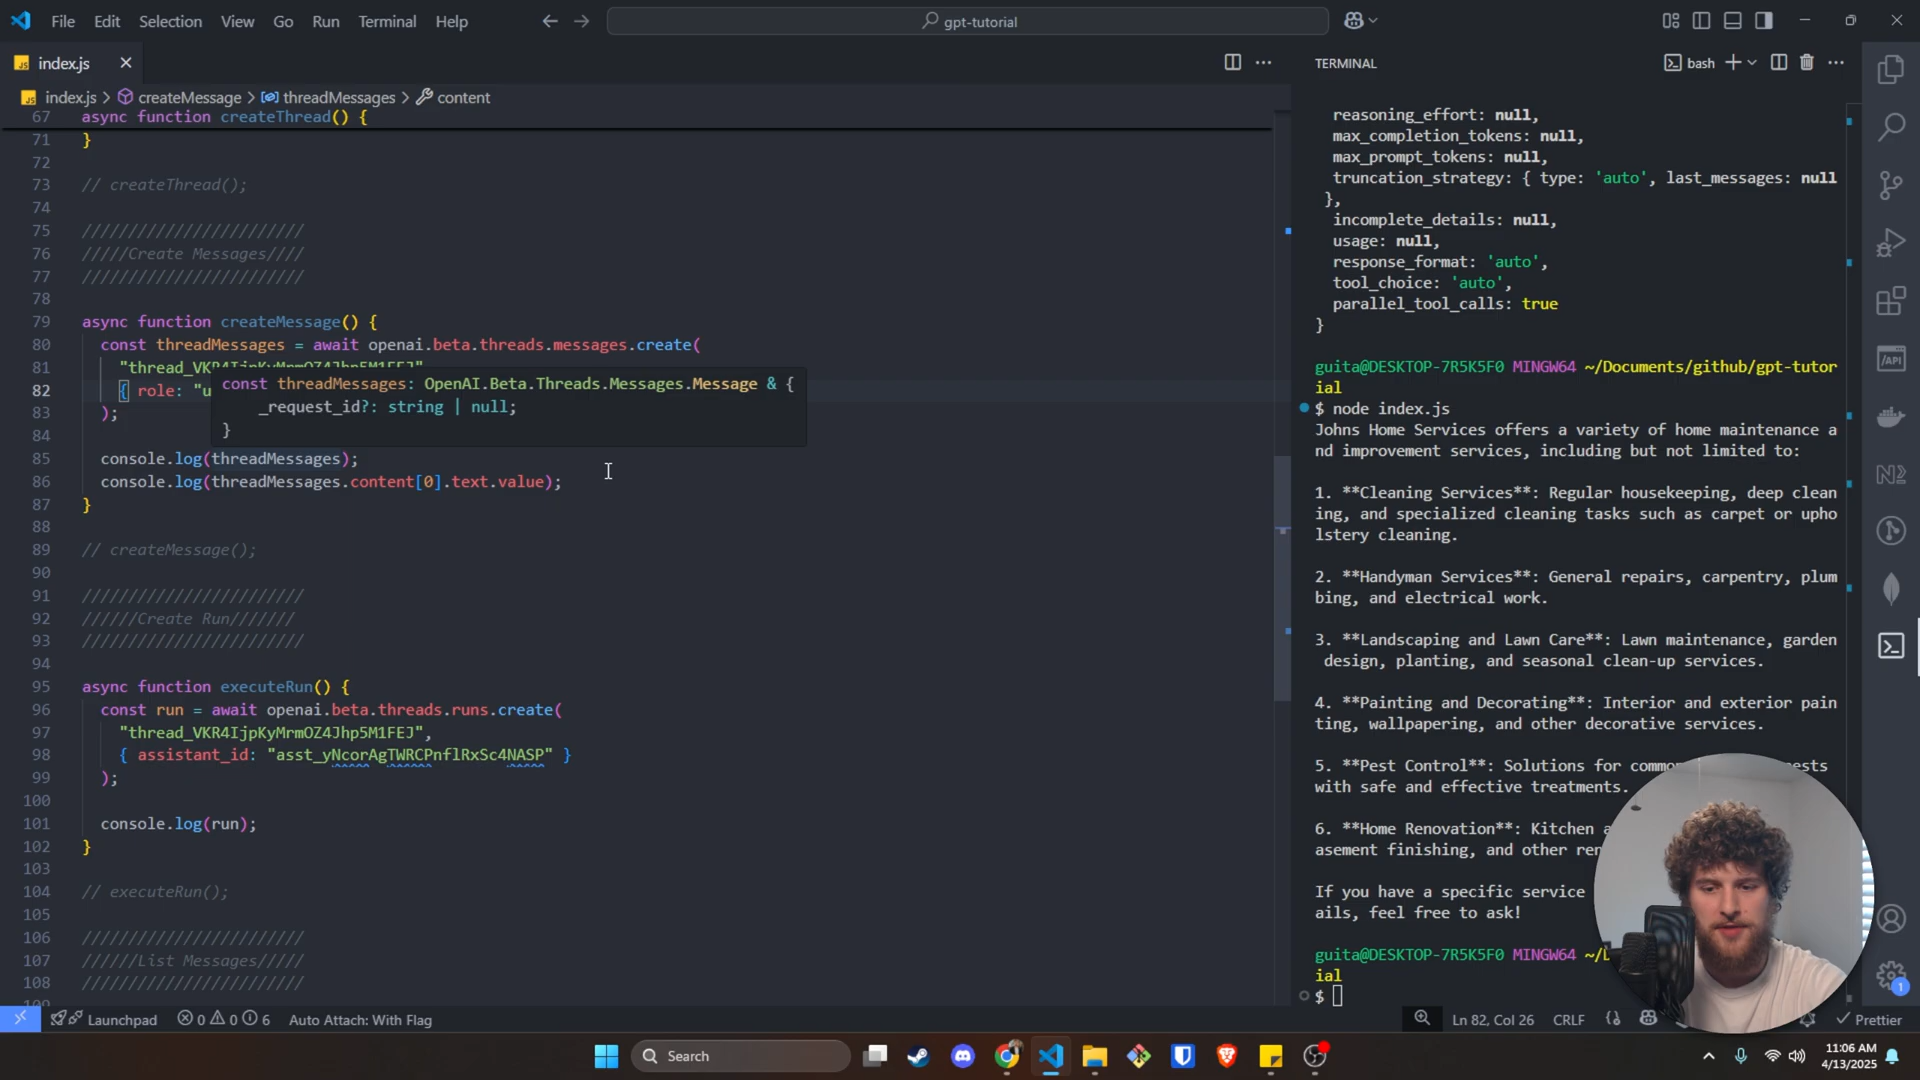 File Edit Selection View Go Run Terminal Help
gpt-tutorial
index.js
TERMINAL
bash
index.js > createMessage > threadMessages > content
67 async function createThread() {
71 }
72
73 // createThread();
74
75 ////////////////////////
76 /////Create Messages////
77 ////////////////////////
78
79 async function createMessage() {
80 const threadMessages = await openai.beta.threads.messages.create(
81 "thread_VKR4IjpKyMrmOZ4Jhp5M1FEJ",
82 { role: "u
const threadMessages: OpenAI.Beta.Threads.Messages.Message & {
_request_id?: string | null;
}
83 );
84
85 console.log(threadMessages);
86 console.log(threadMessages.content[0].text.value);
87 }
88
89 // createMessage();
90
91 ////////////////////////
92 //////Create Run///////
93 ////////////////////////
94
95 async function executeRun() {
96 const run = await openai.beta.threads.runs.create(
97 "thread_VKR4IjpKyMrmOZ4Jhp5M1FEJ",
98 { assistant_id: "asst_yNcorAgTWRCPnflRxSc4NASP" }
99 );
100
101 console.log(run);
102 }
103
104 // executeRun();
105
106 ////////////////////////
107 //////List Messages/////
108 ////////////////////////
109
reasoning_effort: null,
max_completion_tokens: null,
max_prompt_tokens: null,
truncation_strategy: { type: 'auto', last_messages: null
},
incomplete_details: null,
usage: null,
response_format: 'auto',
tool_choice: 'auto',
parallel_tool_calls: true
}
guita@DESKTOP-7R5K5F0 MINGW64 ~/Documents/github/gpt-tutor
ial
$ node index.js
Johns Home Services offers a variety of home maintenance a
nd improvement services, including but not limited to:
1. **Cleaning Services**: Regular housekeeping, deep clean
ing, and specialized cleaning tasks such as carpet or upho
lstery cleaning.
2. **Handyman Services**: General repairs, carpentry, plum
bing, and electrical work.
3. **Landscaping and Lawn Care**: Lawn maintenance, garden
design, planting, and seasonal clean-up services.
4. **Painting and Decorating**: Interior and exterior pain
ting, wallpapering, and other decorative services.
5. **Pest Control**: Solutions for ests
with safe and effective treatments.
6. **Home Renovation**: Kitchen
asement finishing, and other
If you have a specific service
ails, feel free to ask!
guita@DESKTOP-7R5K5F0 MINGW64
ial
$
Launchpad 0 0 6 Auto Attach: With Flag
Ln 82, Col 26 CRLF Prettier
1
Search
11:06 AM
4/13/2025